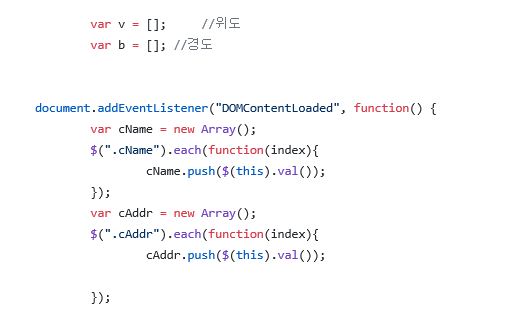 var v = [];     //위도
var b = []; //경도
document.addEventListener("DOMContentLoaded", function() {
var cName = new Array();
$(".cName").each(function(index){
cName.push($(this).val());
});
var cAddr = new Array();
$(".cAddr").each(function(index){
cAddr.push($(this).val());
});